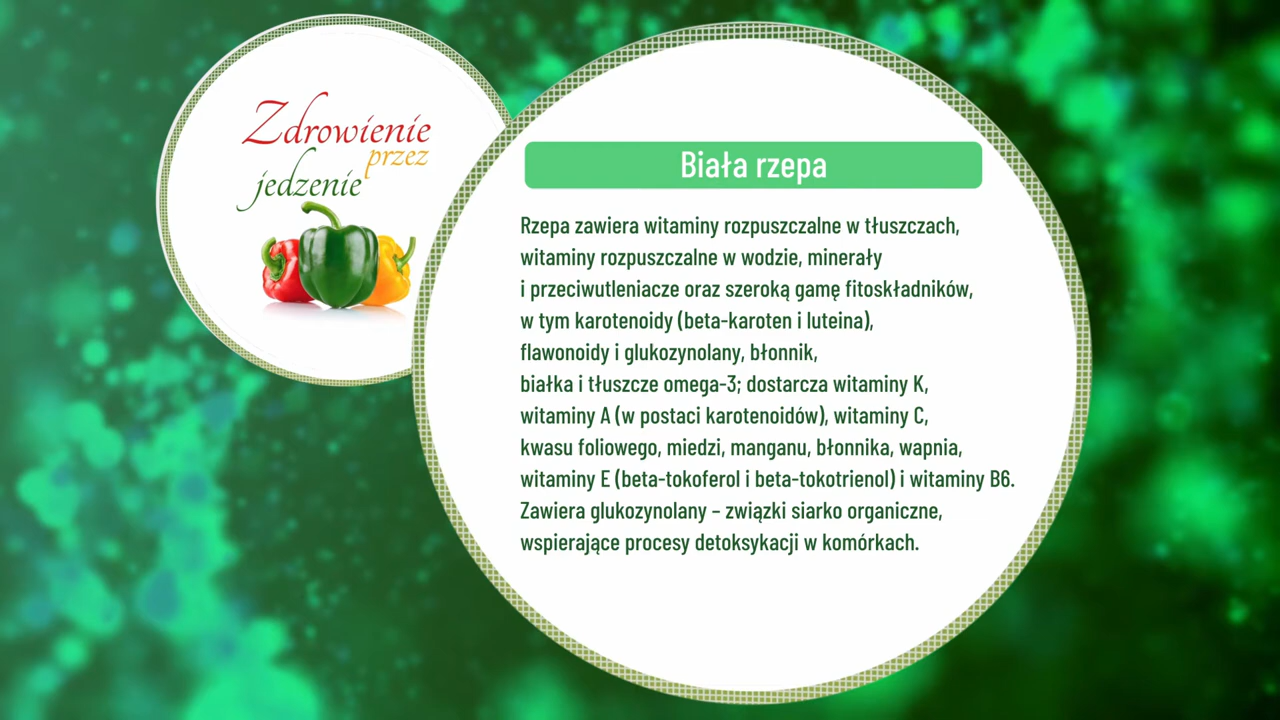 Zdrowienie
przez
jedzenie
Biała rzepa
Rzepa zawiera witaminy rozpuszczalne w tłuszczach,
witaminy rozpuszczalne w wodzie, minerały
i przeciwutleniacze oraz szeroką gamę fitoskładników,
w tym karotenoidy (beta-karoten i luteina),
flawonoidy i glukozynolany, błonnik,
białka i tłuszcze omega-3; dostarcza witaminy K,
witaminy A (w postaci karotenoidów), witaminy C,
kwasu foliowego, miedzi, manganu, błonnika, wapnia,
witaminy E (beta-tokoferol i beta-tokotrienol) i witaminy B6.
Zawiera glukozynolany – związki siarko organiczne,
wspierające procesy detoksykacji w komórkach.